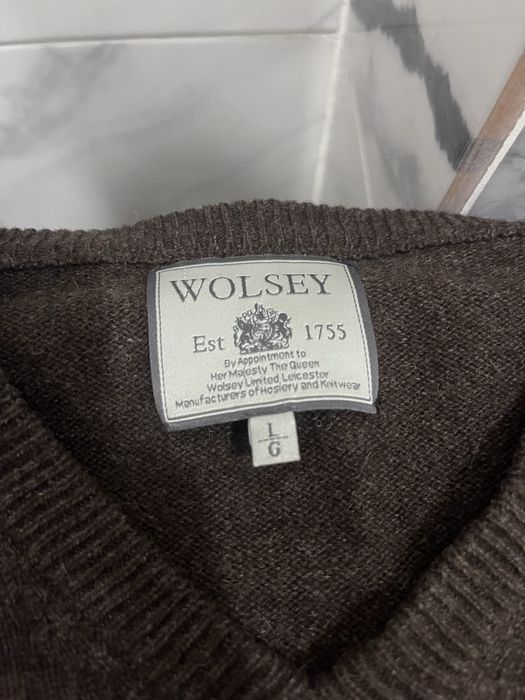 WOLSEY
Est 1755
By Appointment to
Her Majesty The Queen
Wolsey Limited Leicester
Manufacturers of Hosiery and Knitwear
L
G